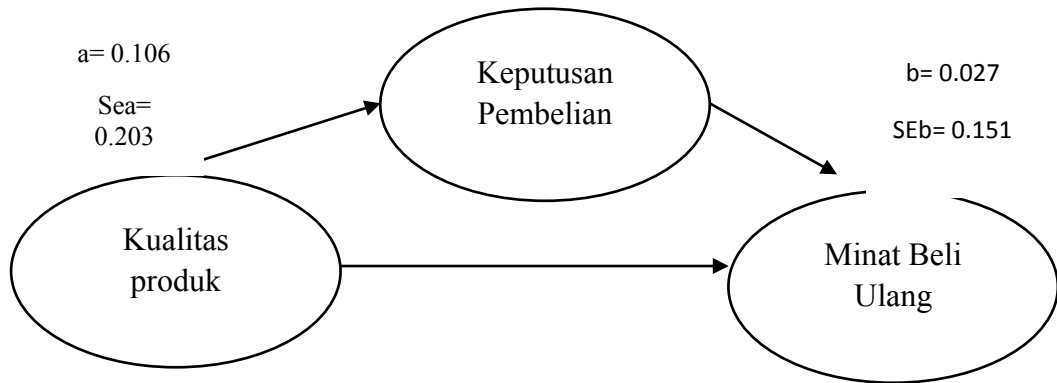 a= 0.106
Sea=
0.203
Keputusan
Pembelian
b= 0.027
SEb= 0.151
Kualitas
produk
Minat Beli
Ulang